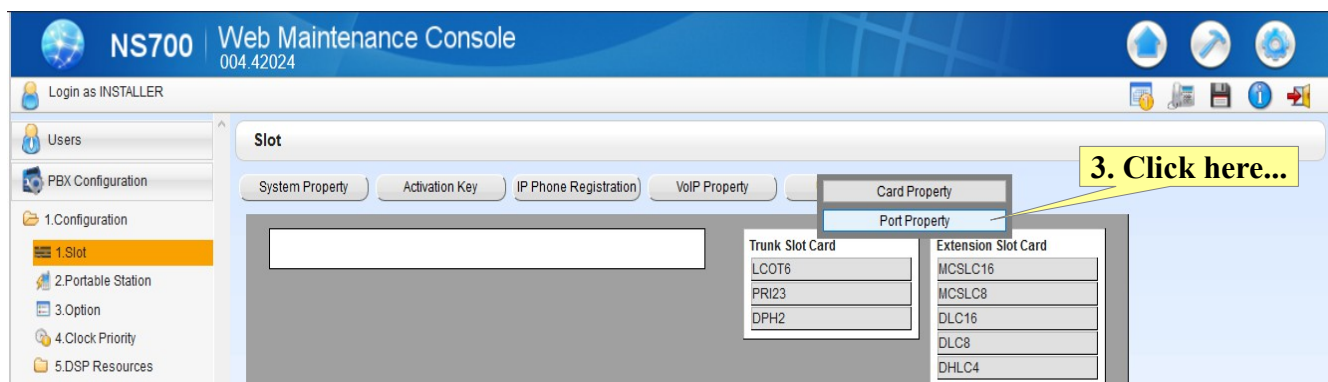 NS700
Web Maintenance Console
004.42024
Login as INSTALLER
Users
PBX Configuration
1.Configuration
1.Slot
2.Portable Station
3.Option
4.Clock Priority
5.DSP Resources
Slot
System Property
Activation Key
IP Phone Registration
VoIP Property
Card Property
Port Property
3. Click here...
Trunk Slot Card
LCOT6
PRI23
DPH2
Extension Slot Card
MCSLC16
MCSLC8
DLC16
DLC8
DHLC4